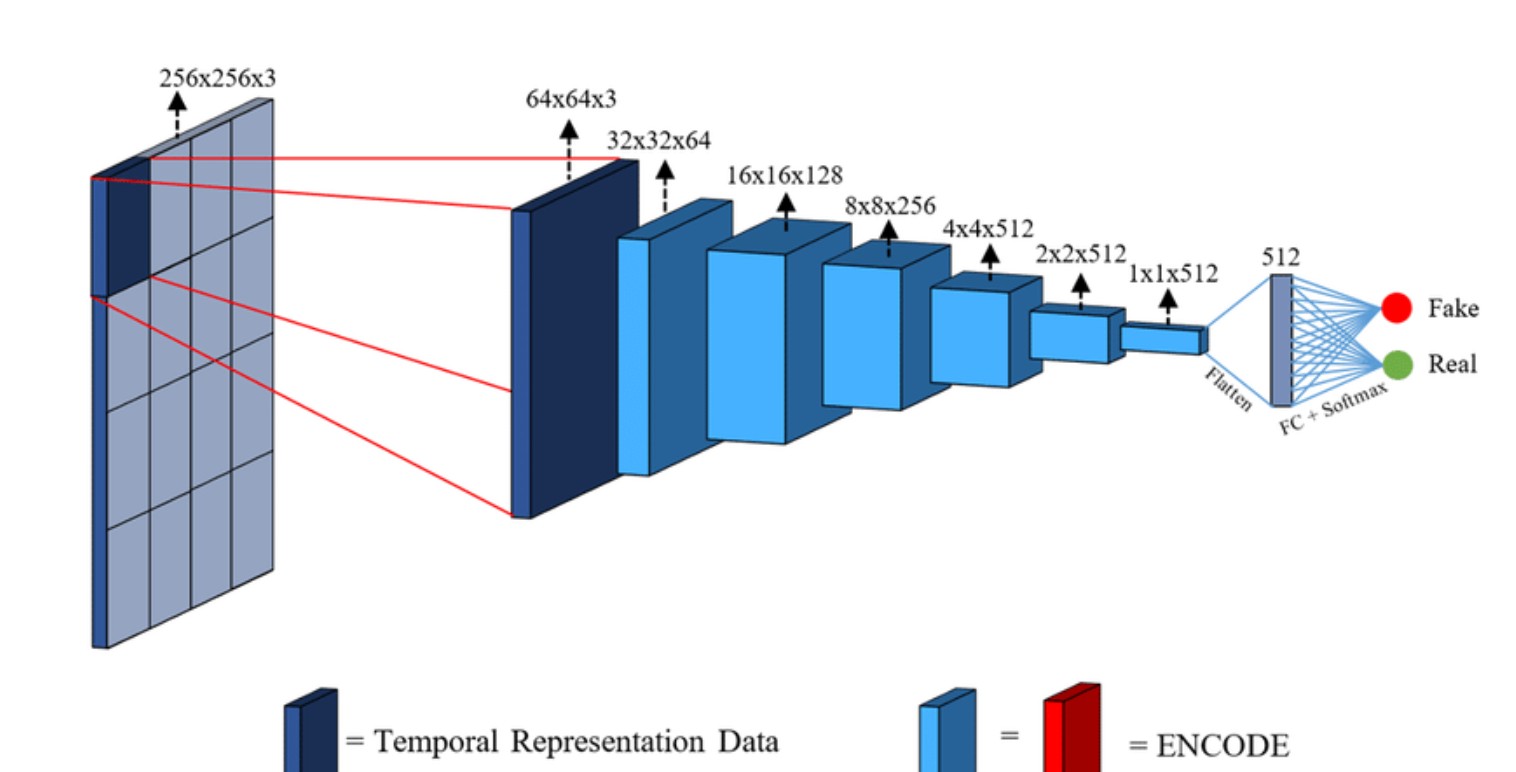 256x256x3
64x64x3
32x32x64
16x16x128
8x8x256
4x4x512
2x2x512
1x1x512
512
Fake
Real
Flatten
FC + Softmax
= Temporal Representation Data
=
= ENCODE